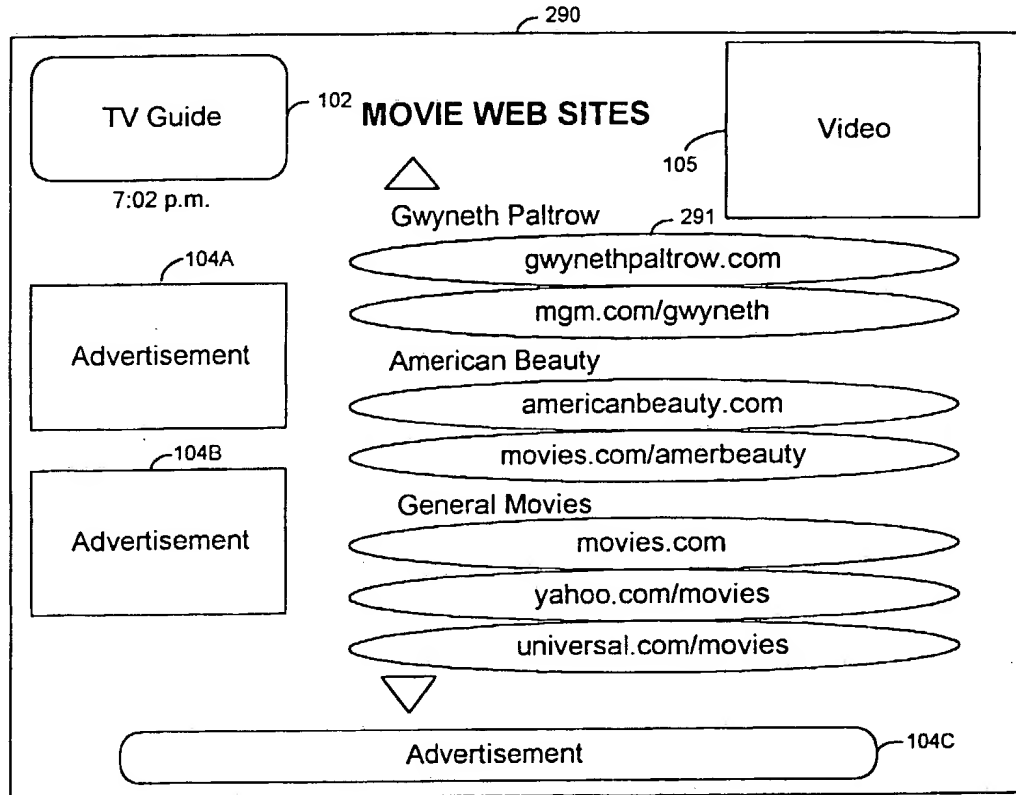 290
TV Guide
102
MOVIE WEB SITES
Video
105
7:02 p.m.
Gwyneth Paltrow
291
gwynethpaltrow.com
mgm.com/gwyneth
104A
Advertisement
American Beauty
americanbeauty.com
movies.com/amerbeauty
104B
Advertisement
General Movies
movies.com
yahoo.com/movies
universal.com/movies
Advertisement
104C